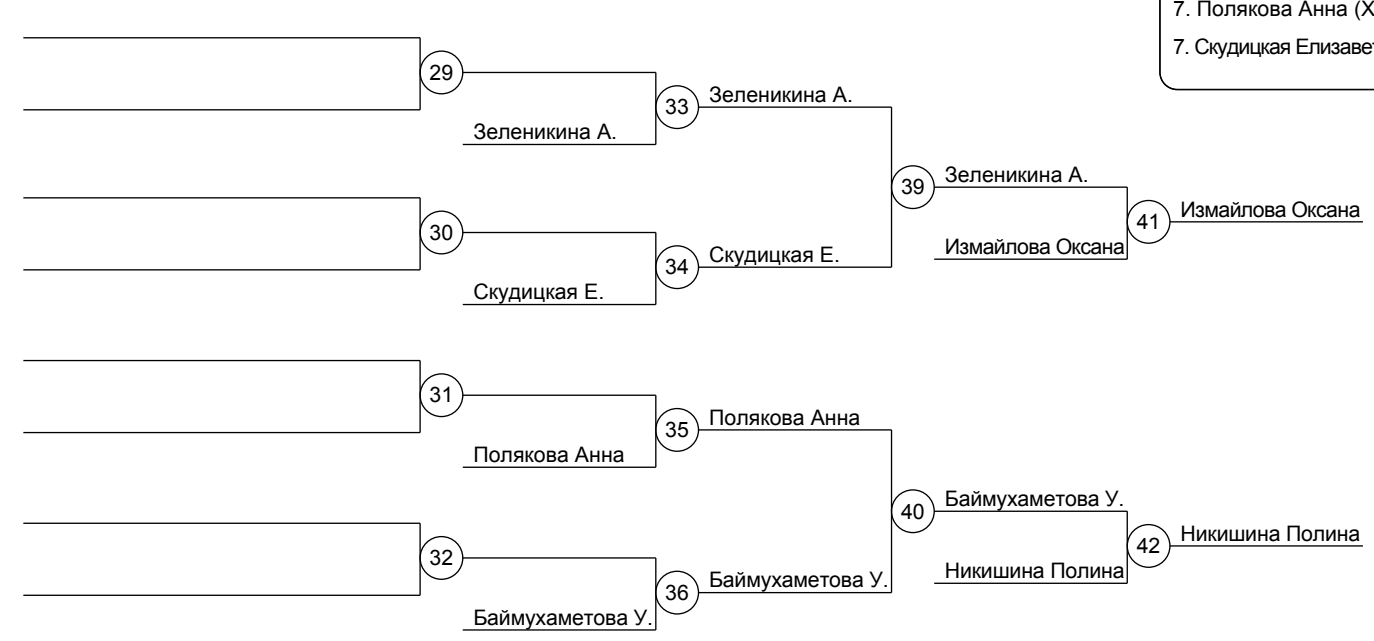 7. Полякова Анна (Х
7. Скудицкая Елизавет
29
33 Зеленикина А.
Зеленикина А.
39 Зеленикина А.
41 Измайлова Оксана
30
34 Скудицкая Е.
Измайлова Оксана
Скудицкая Е.
31
35 Полякова Анна
Полякова Анна
40 Баймухаметова У.
42 Никишина Полина
32
36 Баймухаметова У.
Никишина Полина
Баймухаметова У.